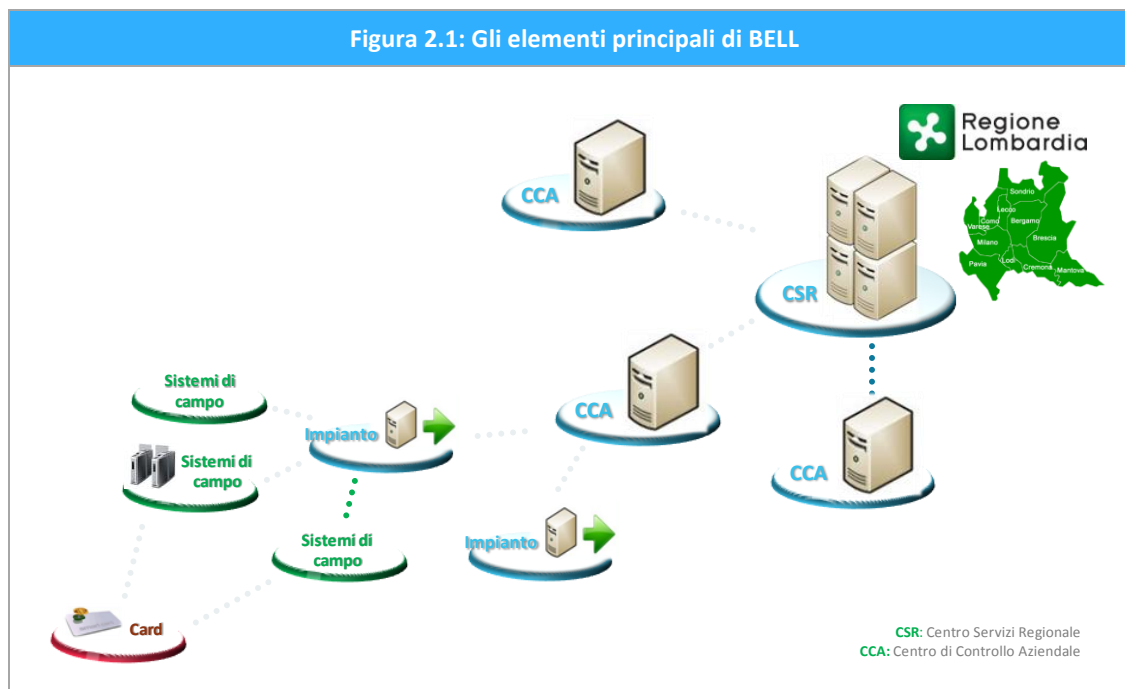 Figura 2.1: Gli elementi principali di BELL
Regione
Lombardia
CCA
Sondrio
Lecco
Como
Bergamo
Varese
Brescia
Milano
Pavia
Lodi
Cremona
Mantova
CSR
CCA
Sistemi di
campo
Impianto
Sistemi di
campo
CCA
Sistemi di
campo
Impianto
Card
CSR: Centro Servizi Regionale
CCA: Centro di Controllo Aziendale